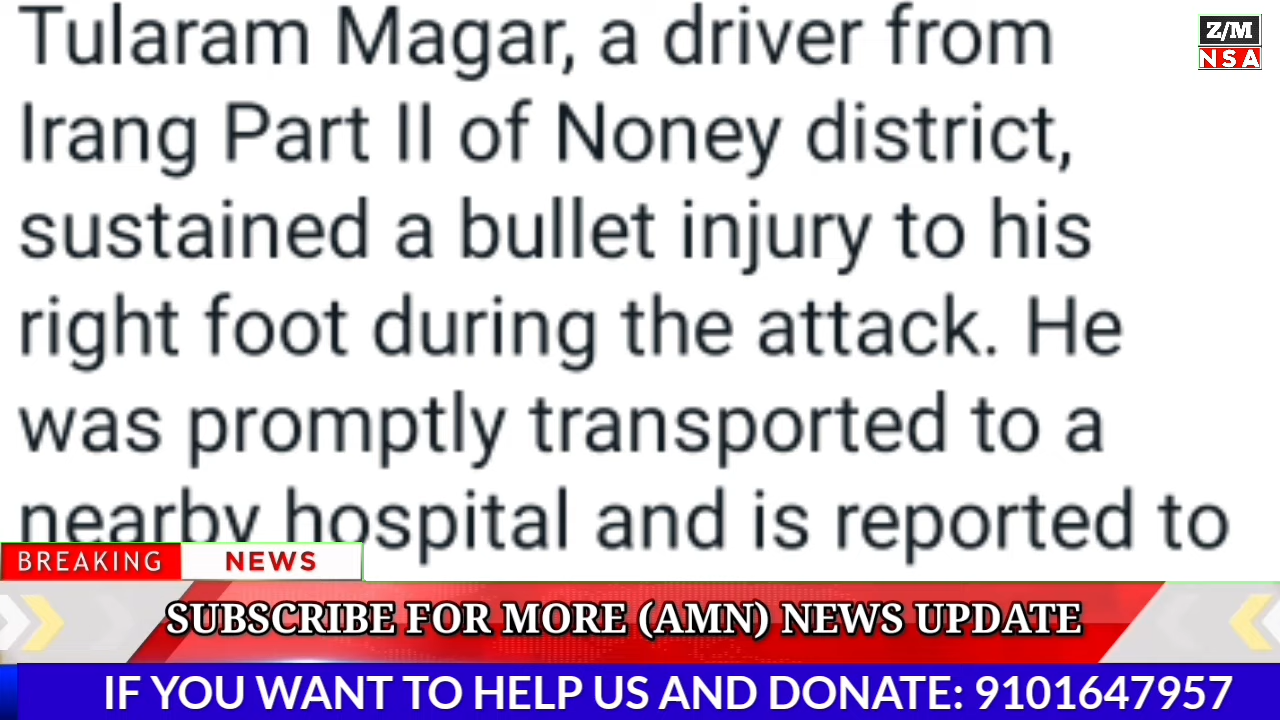 Tularam Magar, a driver from
Z/M
NSA
Irang Part II of Noney district,
sustained a bullet injury to his
right foot during the attack. He
was promptly transported to a
nearby hospital and is reported to
BREAKING NEWS
SUBSCRIBE FOR MORE (AMN) NEWS UPDATE
IF YOU WANT TO HELP US AND DONATE: 9101647957